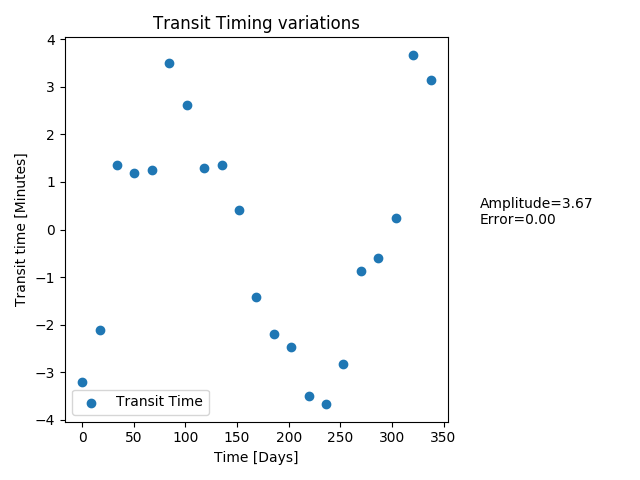 Transit Timing variations
4
3
2
1
0
−1
−2
−3
−4
Transit time [Minutes]
Amplitude=3.67
Error=0.00
Transit Time
0 50 100 150 200 250 300 350
Time [Days]